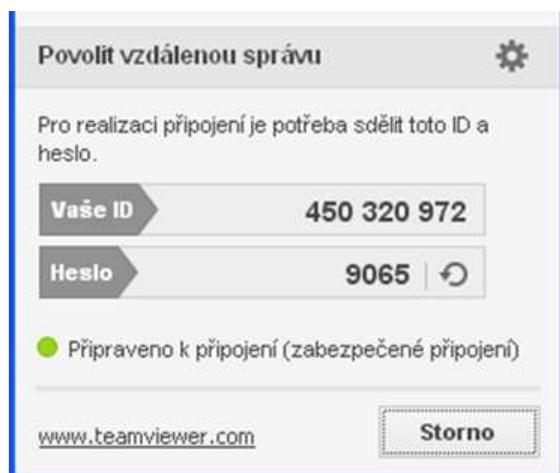 Povolit vzdálenou správu
Pro realizaci připojení je potřeba sdělit toto ID a
heslo.
Vaše ID 450 320 972
Heslo 9065
Připraveno k připojení (zabezpečené připojení)
www.teamviewer.com Storno